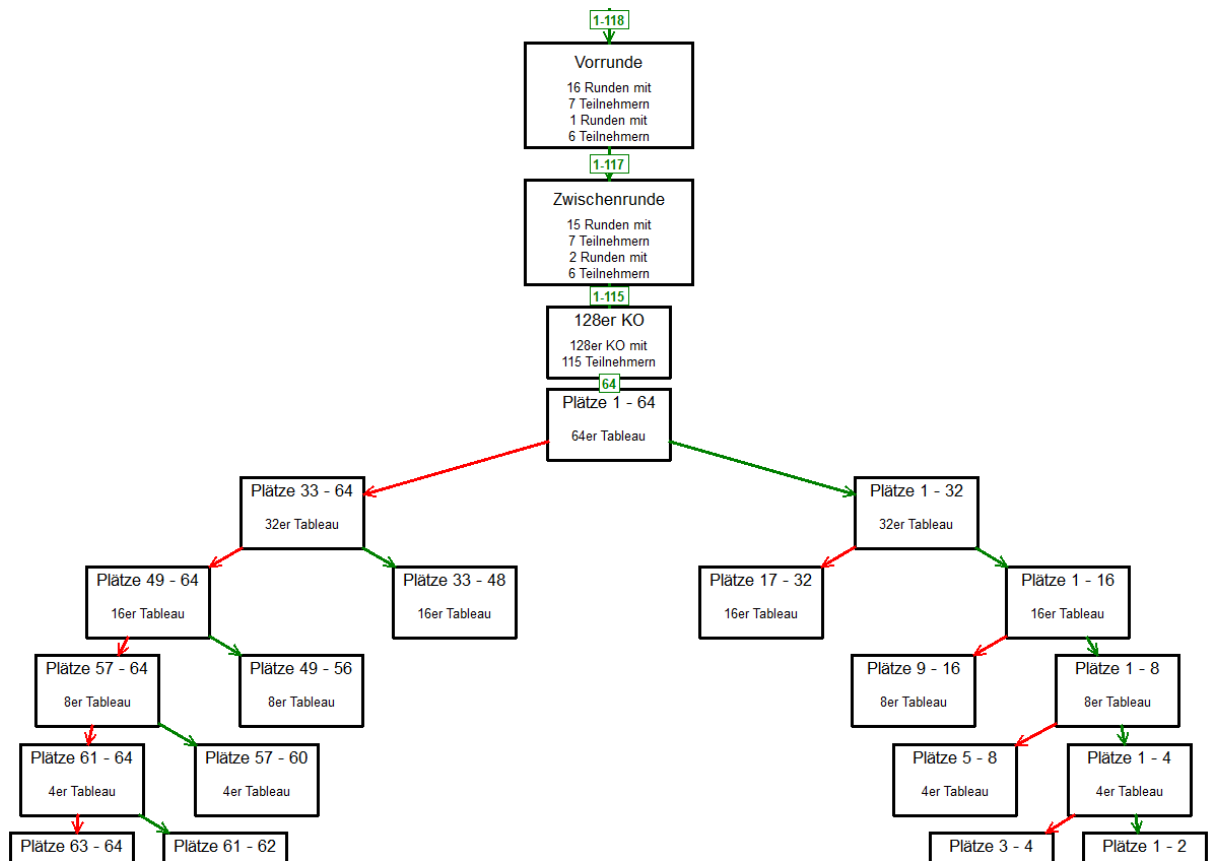 1-118
Vorrunde
16 Runden mit
7 Teilnehmern
1 Runden mit
6 Teilnehmern
1-117
Zwischenrunde
15 Runden mit
7 Teilnehmern
2 Runden mit
6 Teilnehmern
1-115
128er KO
128er KO mit
115 Teilnehmern
64
Plätze 1 - 64
64er Tableau
Plätze 33 - 64
32er Tableau
Plätze 1 - 32
32er Tableau
Plätze 49 - 64
16er Tableau
Plätze 33 - 48
16er Tableau
Plätze 17 - 32
16er Tableau
Plätze 1 - 16
16er Tableau
Plätze 57 - 64
8er Tableau
Plätze 49 - 56
8er Tableau
Plätze 9 - 16
8er Tableau
Plätze 1 - 8
8er Tableau
Plätze 61 - 64
4er Tableau
Plätze 57 - 60
4er Tableau
Plätze 5 - 8
4er Tableau
Plätze 1 - 4
4er Tableau
Plätze 63 - 64
Plätze 61 - 62
Plätze 3 - 4
Plätze 1 - 2